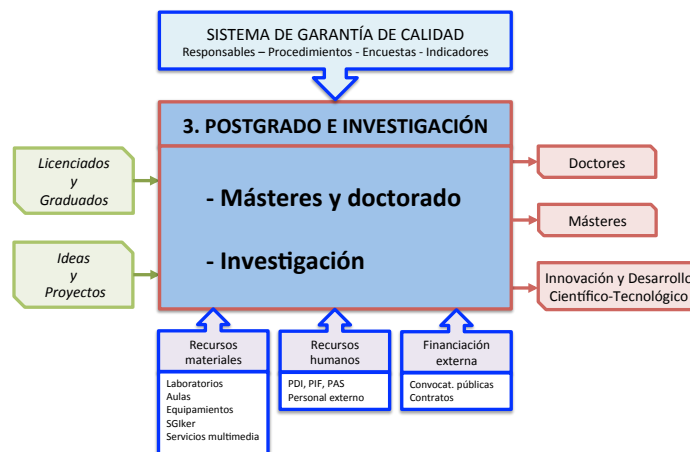 SISTEMA DE GARANTÍA DE CALIDAD
Responsables – Procedimientos - Encuestas - Indicadores
3. POSTGRADO E INVESTIGACIÓN
- Másteres y doctorado
- Investigación
Licenciados
y
Graduados
Ideas
y
Proyectos
Doctores
Másteres
Innovación y Desarrollo
Científico-Tecnológico
Recursos
materiales
Laboratorios
Aulas
Equipamientos
SGIker
Servicios multimedia
Recursos
humanos
PDI, PIF, PAS
Personal externo
Financiación
externa
Convocat. públicas
Contratos